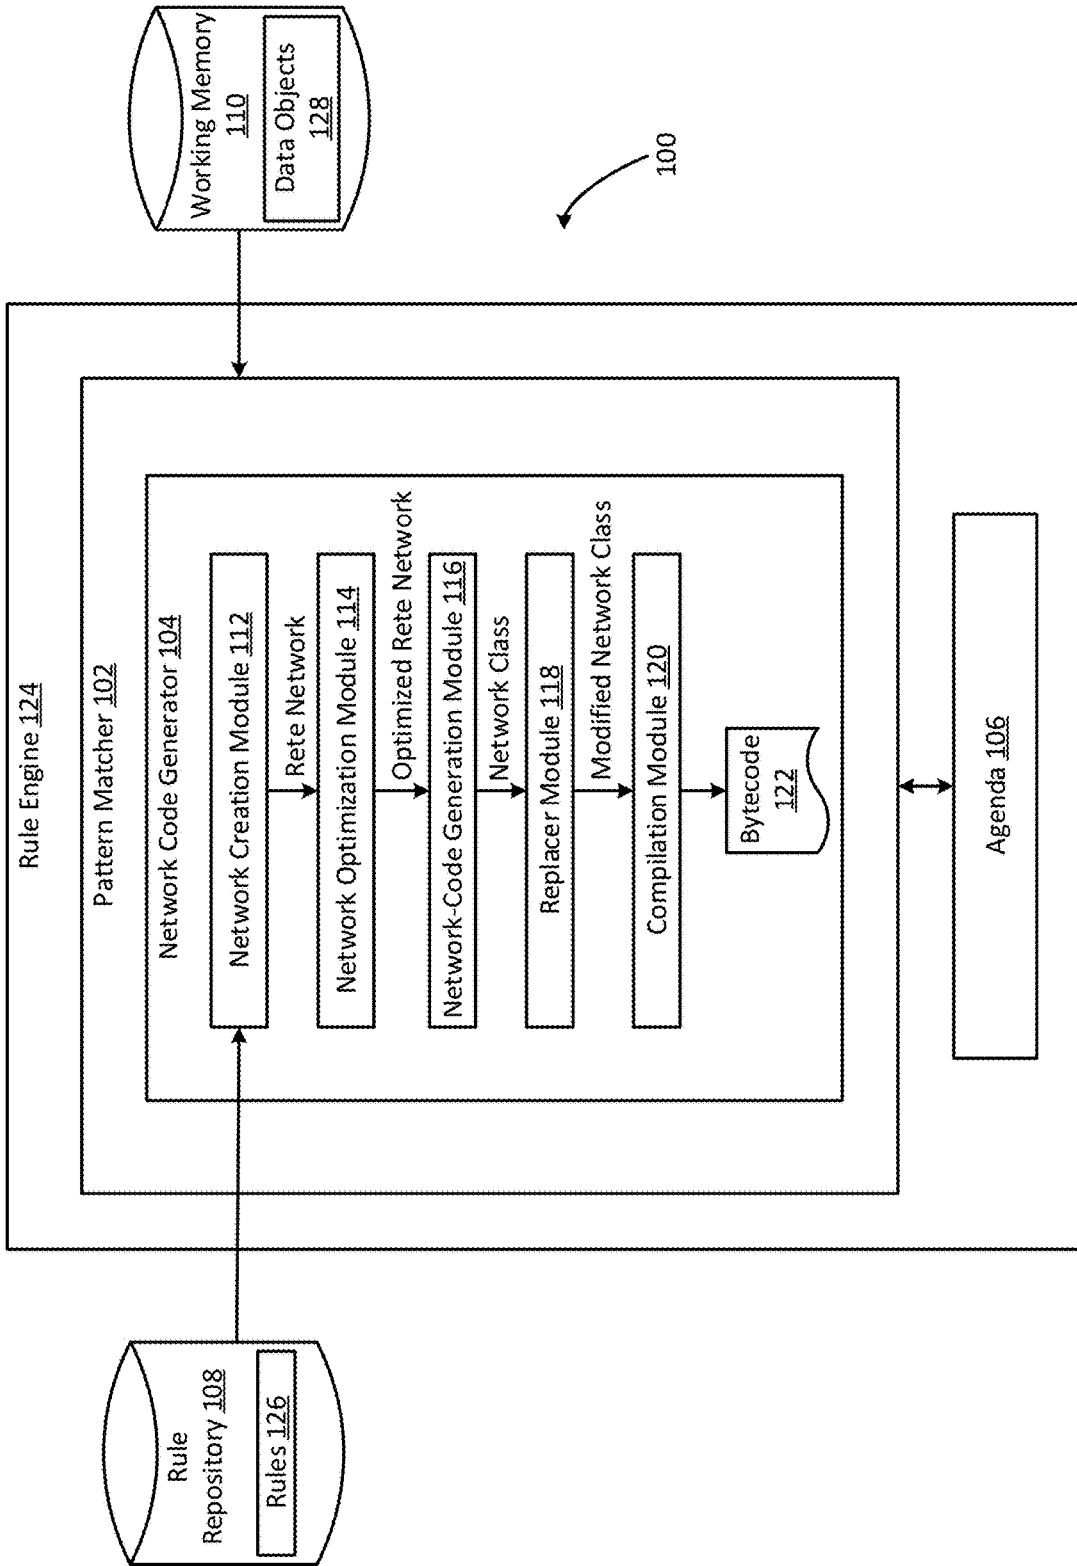 Rule Engine 124
Pattern Matcher 102
Network Code Generator 104
Network Creation Module 112
Rete Network
Network Optimization Module 114
Optimized Rete Network
Network-Code Generation Module 116
Network Class
Replacer Module 118
Modified Network Class
Compilation Module 120
Bytecode
122
Agenda 106
Rule
Repository 108
Rules 126
Working Memory
110
Data Objects
128
100